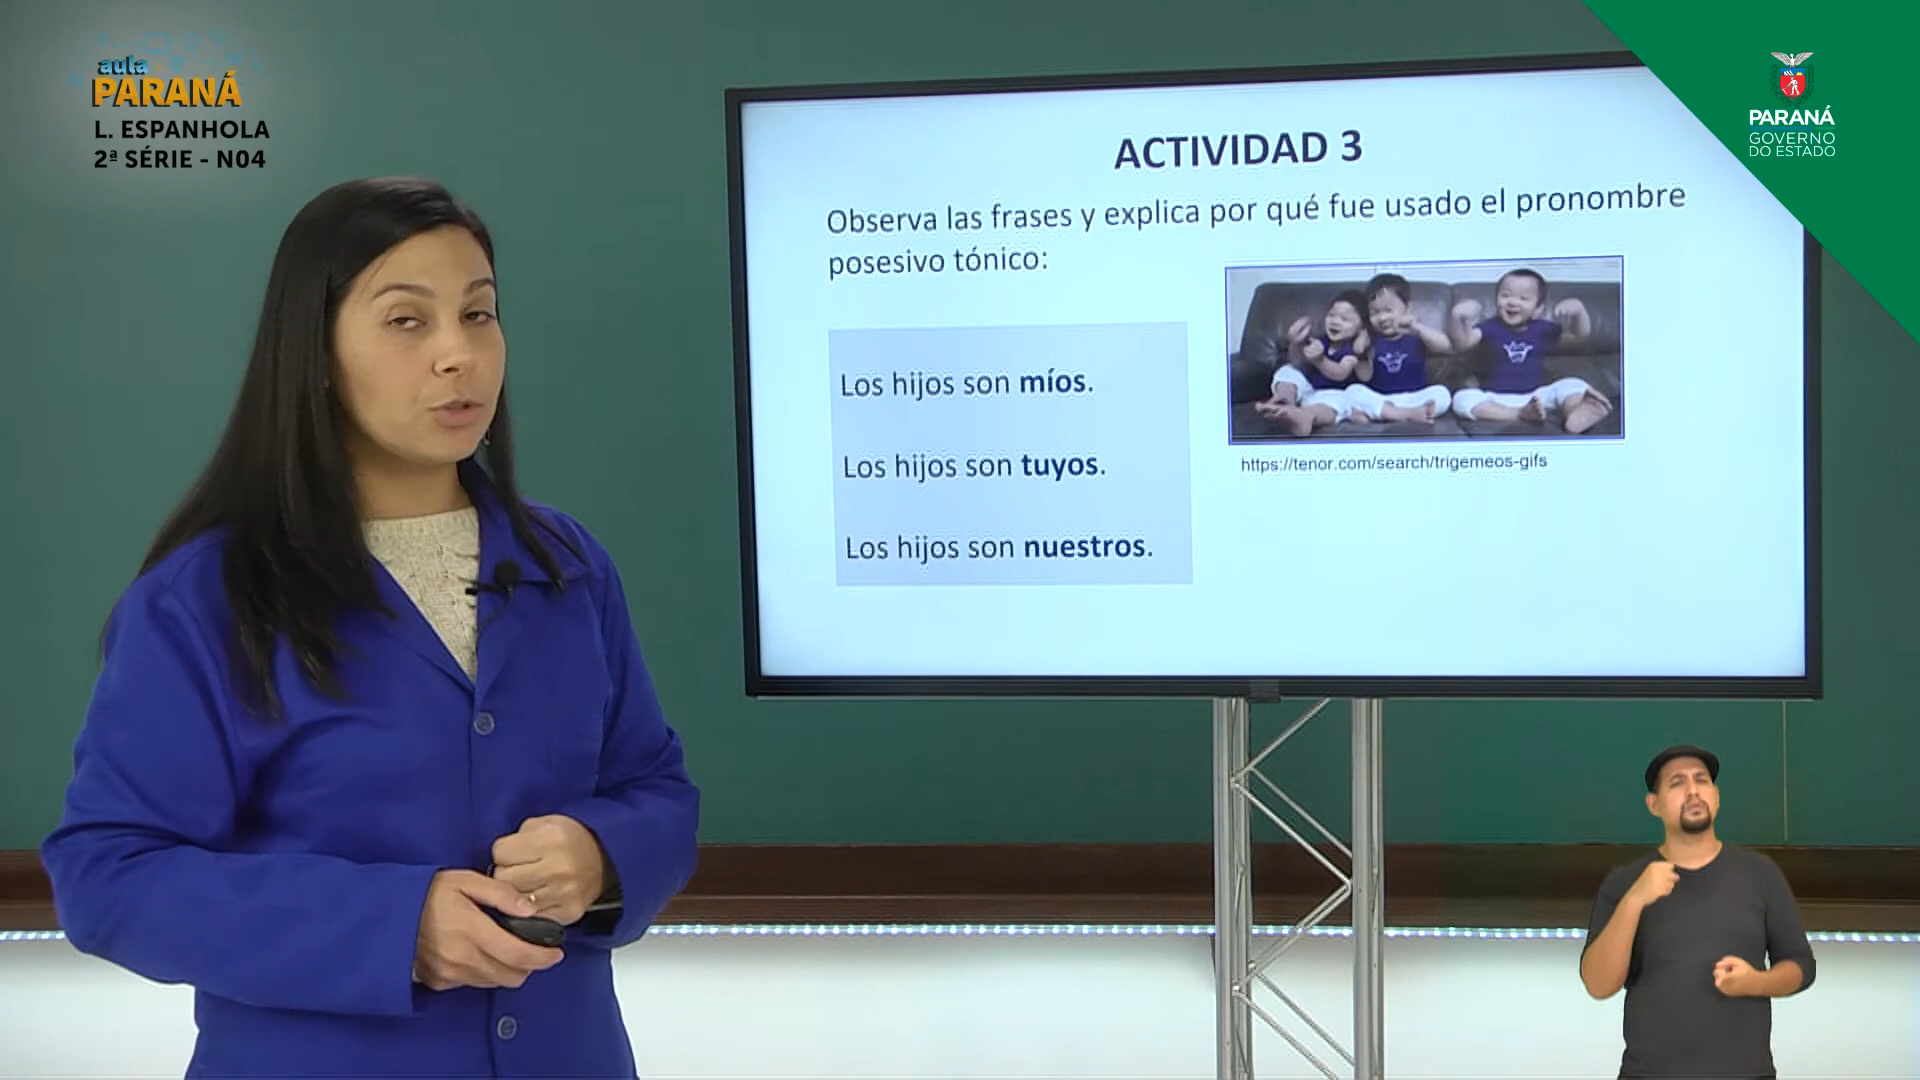 aula
PARANÁ
L. ESPANHOLA
2ª SÉRIE - N04
PARANÁ
GOVERNO
DO ESTADO
ACTIVIDAD 3
Observa las frases y explica por qué fue usado el pronombre
posesivo tónico:
Los hijos son míos.
Los hijos son tuyos.
Los hijos son nuestros.
https://tenor.com/search/trigemeos-gifs